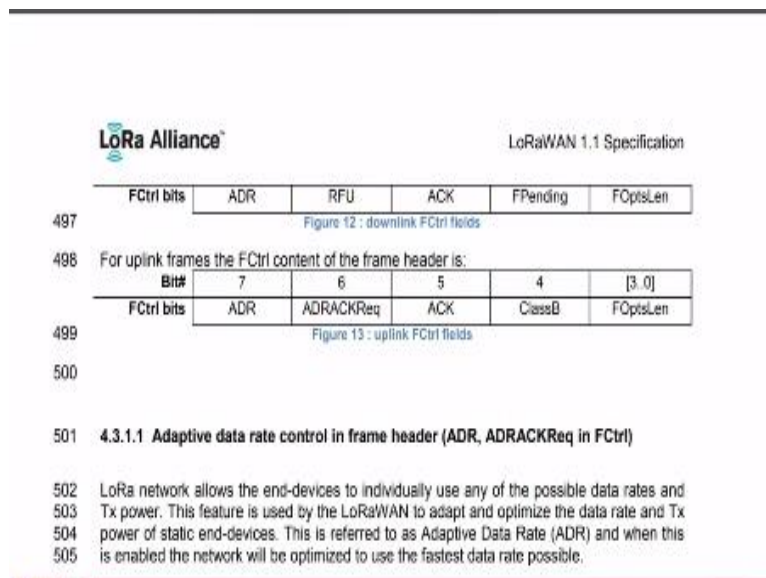 LoRa Alliance™ LoRaWAN 1.1 Specification
FCtrl bits ADR RFU ACK FPending FOptsLen
497 Figure 12 : downlink FCtrl fields
498 For uplink frames the FCtrl content of the frame header is:
Bit# 7 6 5 4 [3..0]
FCtrl bits ADR ADRACKReq ACK ClassB FOptsLen
499 Figure 13 : uplink FCtrl fields
500
501 4.3.1.1 Adaptive data rate control in frame header (ADR, ADRACKReq in FCtrl)
502 LoRa network allows the end-devices to individually use any of the possible data rates and
503 Tx power. This feature is used by the LoRaWAN to adapt and optimize the data rate and Tx
504 power of static end-devices. This is referred to as Adaptive Data Rate (ADR) and when this
505 is enabled the network will be optimized to use the fastest data rate possible.